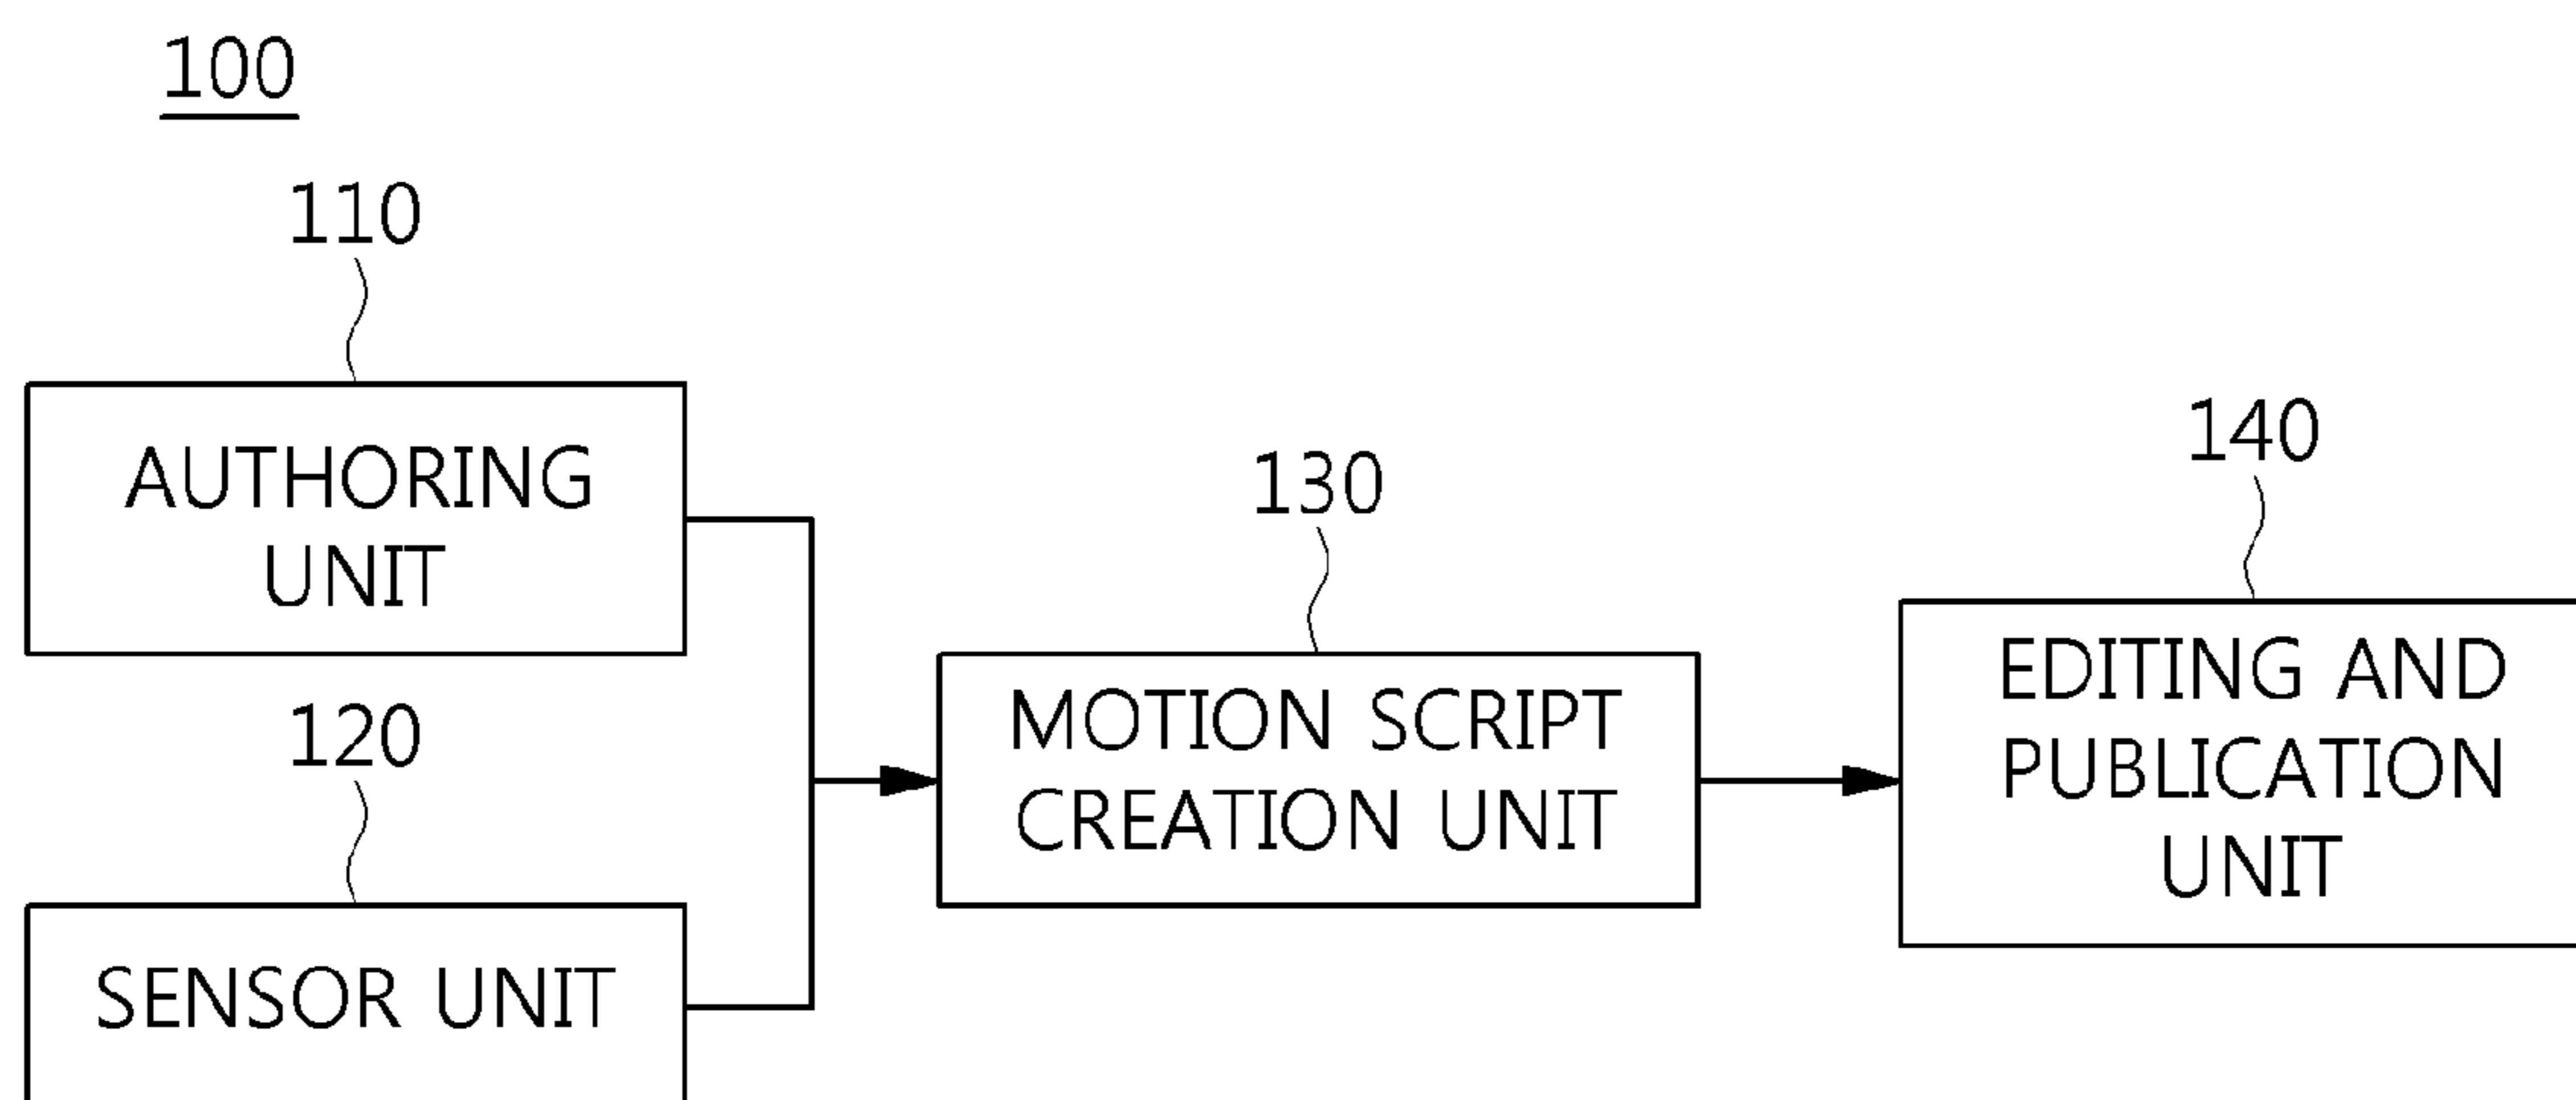 100
110
AUTHORING
UNIT
120
SENSOR UNIT
130
MOTION SCRIPT
CREATION UNIT
140
EDITING AND
PUBLICATION
UNIT